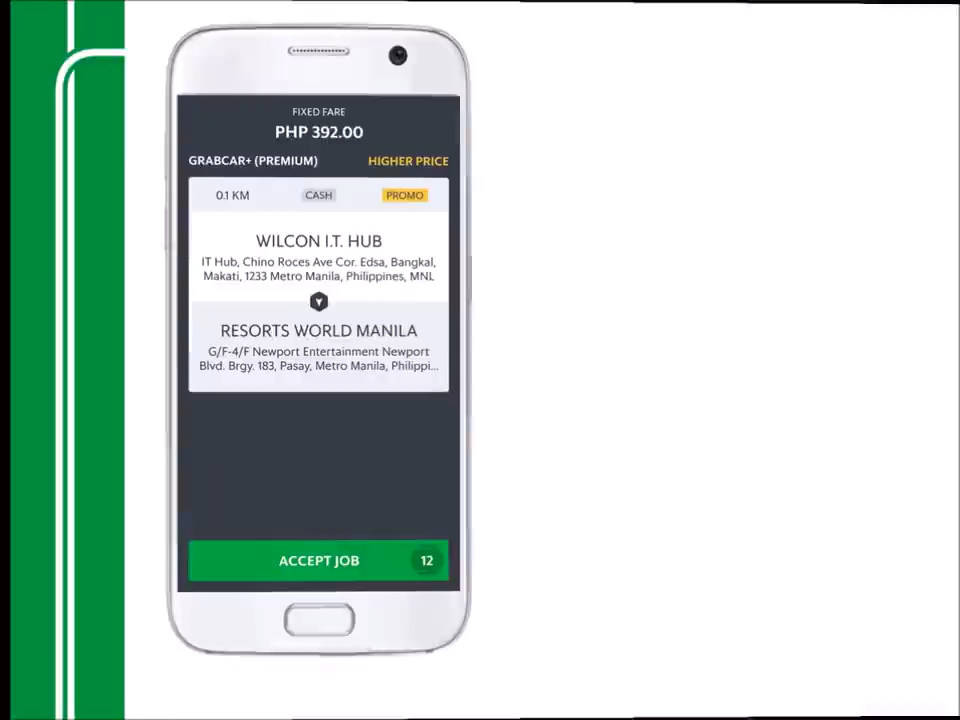 FIXED FARE
PHP 392.00
GRABCAR+ (PREMIUM) HIGHER PRICE
0.1 KM CASH PROMO
WILCON I.T. HUB
IT Hub, Chino Roces Ave Cor. Edsa, Bangkal,
Makati, 1233 Metro Manila, Philippines, MNL
RESORTS WORLD MANILA
G/F-4/F Newport Entertainment Newport
Blvd. Brgy. 183, Pasay, Metro Manila, Philippi...
ACCEPT JOB 12